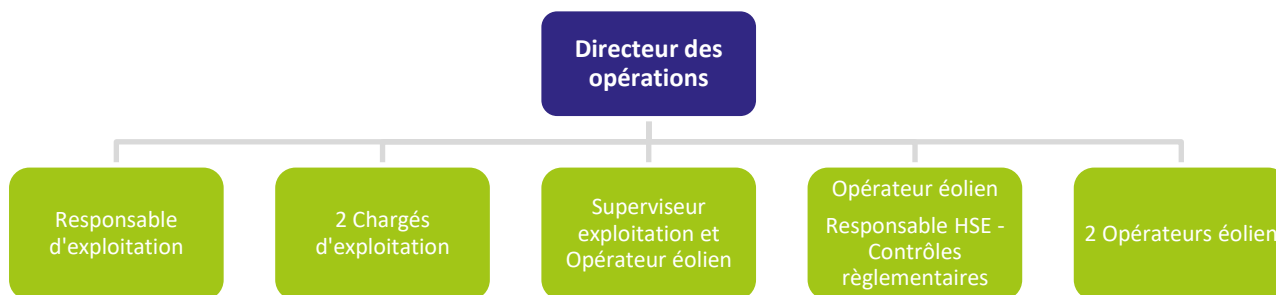 Directeur des
opérations
Responsable
d'exploitation
2 Chargés
d'exploitation
Superviseur
exploitation et
Opérateur éolien
Opérateur éolien
Responsable HSE -
Contrôles
règlementaires
2 Opérateurs éolien